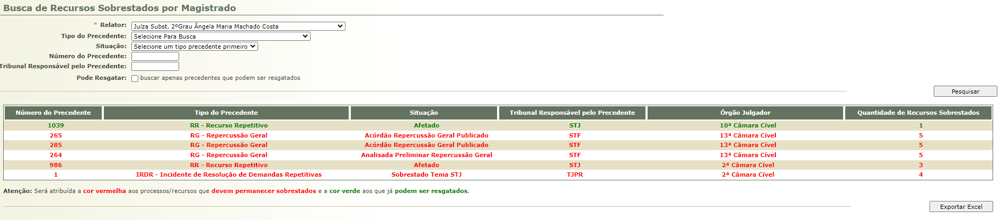 Busca de Recursos Sobrestados por Magistrado
* Relator: Juíza Subst. 2ºGrau Ângela Maria Machado Costa
Tipo do Precedente: Selecione Para Busca
Situação: Selecione um tipo precedente primeiro
Número do Precedente:
Tribunal Responsável pelo Precedente:
Pode Resgatar: buscar apenas precedentes que podem ser resgatados
Pesquisar
Número do Precedente Tipo do Precedente Situação Tribunal Responsável pelo Precedente Órgão Julgador Quantidade de Recursos Sobrestados
1039 RR - Recurso Repetitivo Afetado STJ 10ª Câmara Cível 1
265 RG - Repercussão Geral Acórdão Repercussão Geral Publicado STF 13ª Câmara Cível 5
285 RG - Repercussão Geral Acórdão Repercussão Geral Publicado STF 13ª Câmara Cível 5
264 RG - Repercussão Geral Analisada Preliminar Repercussão Geral STF 13ª Câmara Cível 5
986 RR - Recurso Repetitivo Afetado STJ 2ª Câmara Cível 3
1 IRDR - Incidente de Resolução de Demandas Repetitivas Sobrestado Tema STJ TJPR 2ª Câmara Cível 4
Atenção: Será atribuída a cor vermelha aos processos/recursos que devem permanecer sobrestados e a cor verde aos que já podem ser resgatados.
Exportar Excel